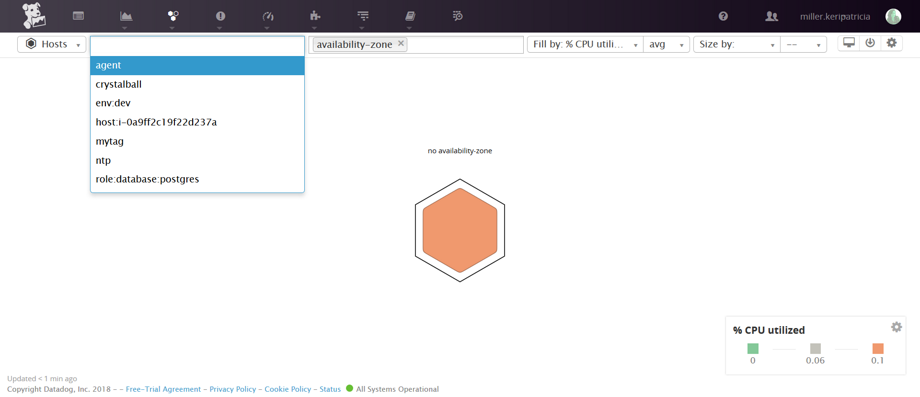 miller.keripatricia
Hosts
availability-zone ×
Fill by: % CPU utili...
avg
Size by:
--
agent
crystalball
env:dev
host:i-0a9ff2c19f22d237a
mytag
ntp
role:database:postgres
no availability-zone
% CPU utilized
0
0.06
0.1
Updated < 1 min ago
Copyright Datadog, Inc. 2018 - - Free-Trial Agreement - Privacy Policy - Cookie Policy - Status All Systems Operational